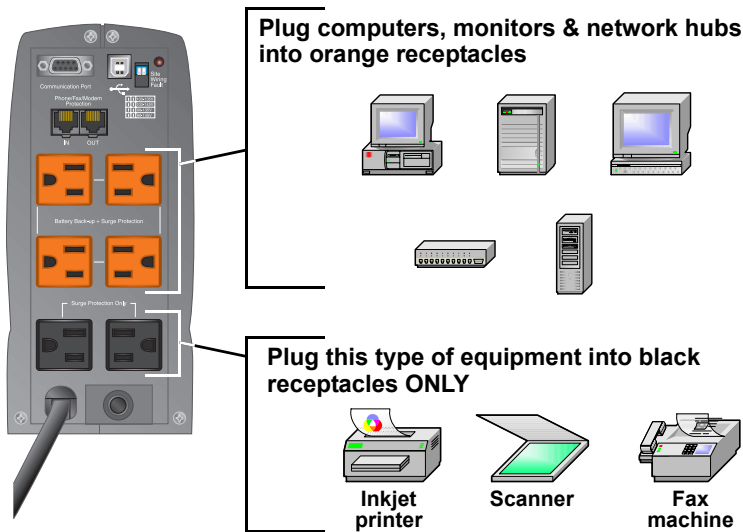 Plug computers, monitors & network hubs
into orange receptacles
Communication Port
Site
Wiring
Fault
Phone/Fax/Modem
Protection
IN OUT
Battery Back-up + Surge Protection
Surge Protection Only
Plug this type of equipment into black
receptacles ONLY
Inkjet
printer
Scanner
Fax
machine